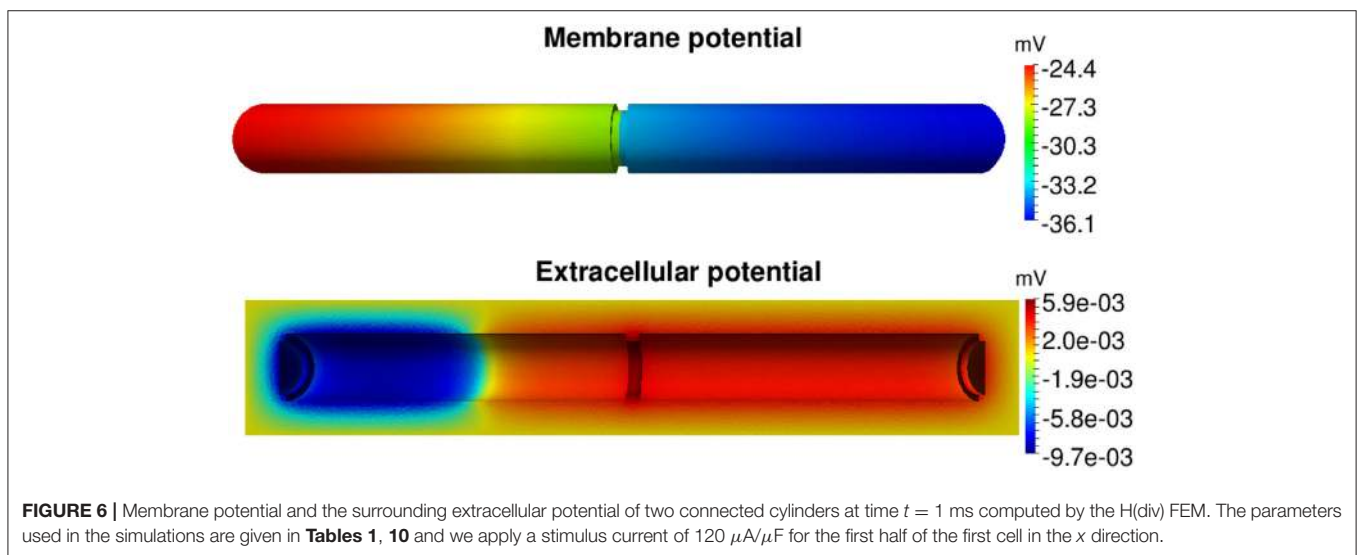 Membrane potential
mV
-24.4
-27.3
-30.3
-33.2
-36.1
Extracellular potential
mV
5.9e-03
2.0e-03
-1.9e-03
-5.8e-03
-9.7e-03
FIGURE 6 | Membrane potential and the surrounding extracellular potential of two connected cylinders at time t = 1 ms computed by the H(div) FEM. The parameters
used in the simulations are given in Tables 1, 10 and we apply a stimulus current of 120 μA/μF for the first half of the first cell in the x direction.